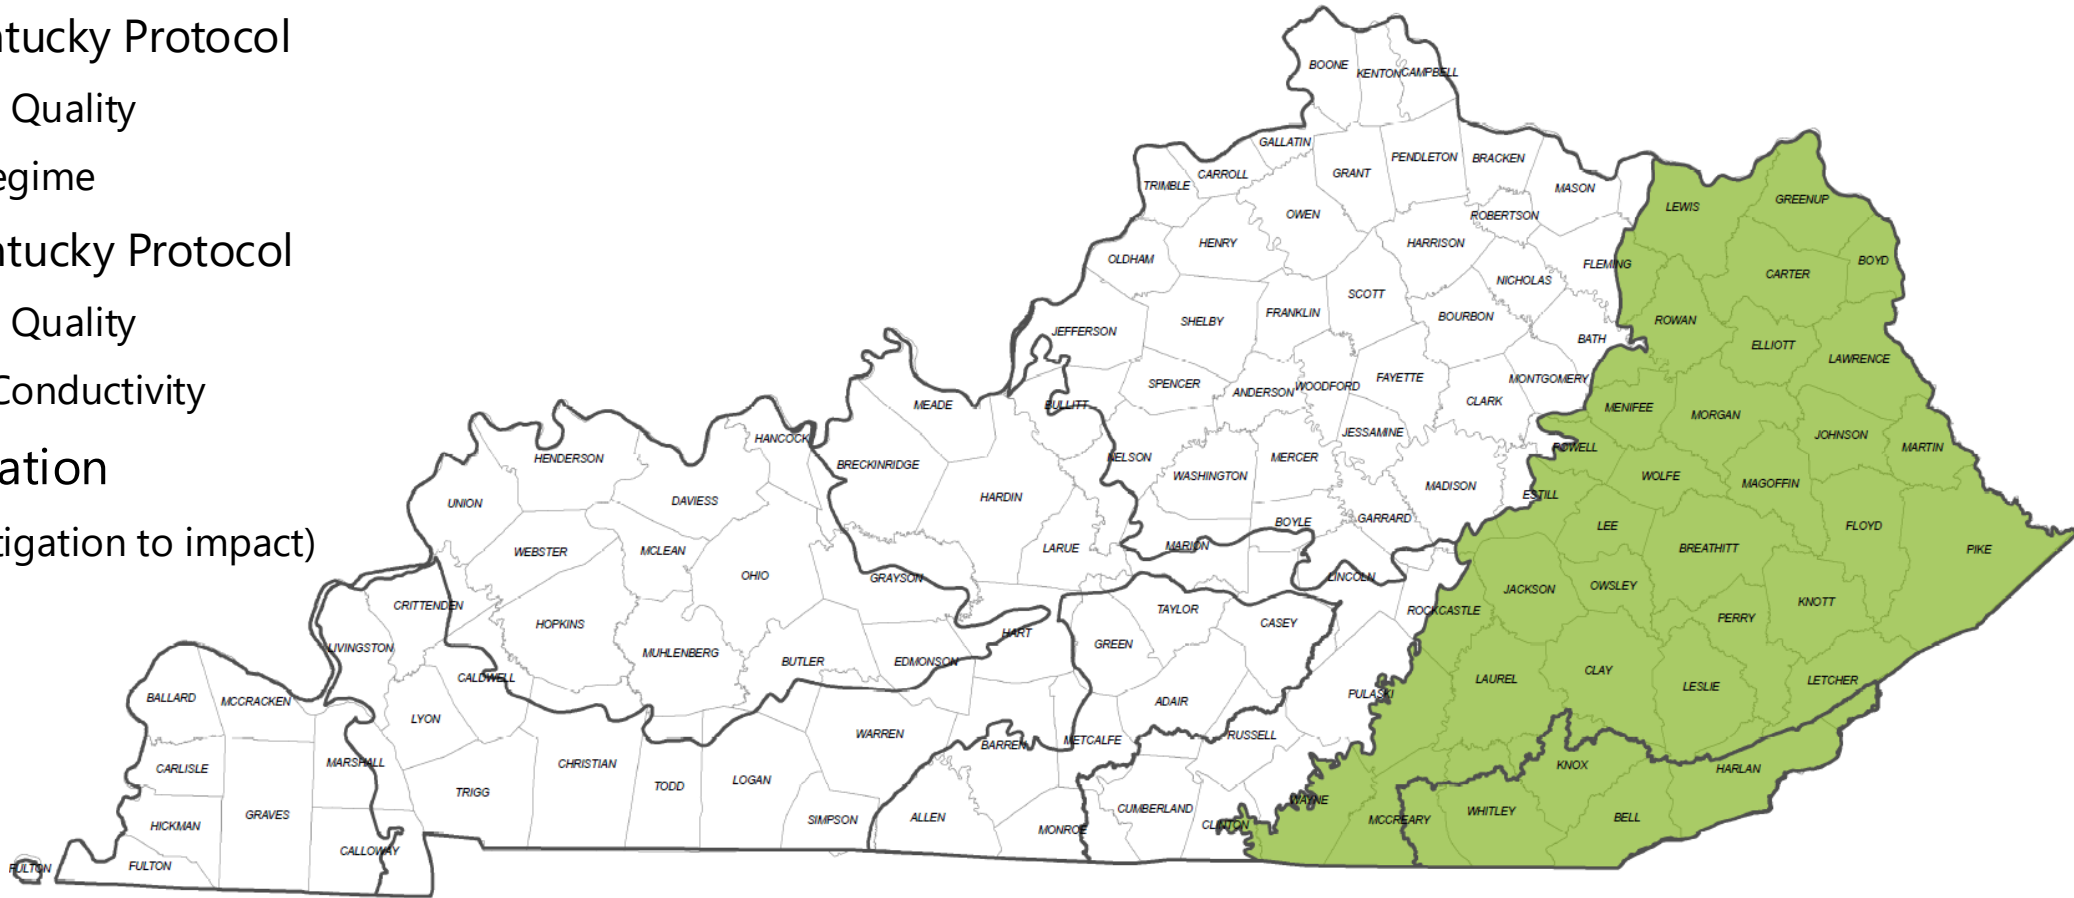 ntucky Protocol
Quality
egime
ntucky Protocol
Quality
Conductivity
ation
tigation to impact)
BOONE
KENTON
CAMPBELL
GALLATIN
PENDLETON
BRACKEN
CARROLL
GRANT
TRIMBLE
MASON
OWEN
ROBERTSON
LEWIS
GREENUP
HENRY
HARRISON
OLDHAM
FLEMING
BOYD
NICHOLAS
CARTER
SCOTT
JEFFERSON
SHELBY
FRANKLIN
BOURBON
ROWAN
BATH
ELLIOTT
LAWRENCE
SPENCER
ANDERSON
WOODFORD
FAYETTE
MONTGOMERY
MEADE
BULLITT
CLARK
MENIFEE
MORGAN
HANCOCK
JESSAMINE
JOHNSON
HENDERSON
BRECKINRIDGE
NELSON
MERCER
POWELL
MARTIN
WASHINGTON
WOLFE
MAGOFFIN
UNION
DAVIESS
HARDIN
MADISON
ESTILL
BOYLE
GARRARD
LEE
FLOYD
WEBSTER
MCLEAN
LARUE
MARION
BREATHITT
PIKE
OHIO
GRAYSON
LINCOLN
JACKSON
OWSLEY
CRITTENDEN
TAYLOR
ROCKCASTLE
KNOTT
HOPKINS
HART
CASEY
PERRY
LIVINGSTON
MUHLENBERG
BUTLER
EDMONSON
GREEN
CLAY
CALDWELL
LAUREL
LESLIE
LETCHER
BALLARD
MCCRACKEN
PULASKI
ADAIR
LYON
WARREN
BARREN
METCALFE
RUSSELL
CARLISLE
MARSHALL
CHRISTIAN
KNOX
HARLAN
TRIGG
TODD
LOGAN
GRAVES
HICKMAN
SIMPSON
ALLEN
MONROE
CUMBERLAND
CLINTON
WAYNE
MCCREARY
WHITLEY
BELL
CALLOWAY
FULTON
FULTON